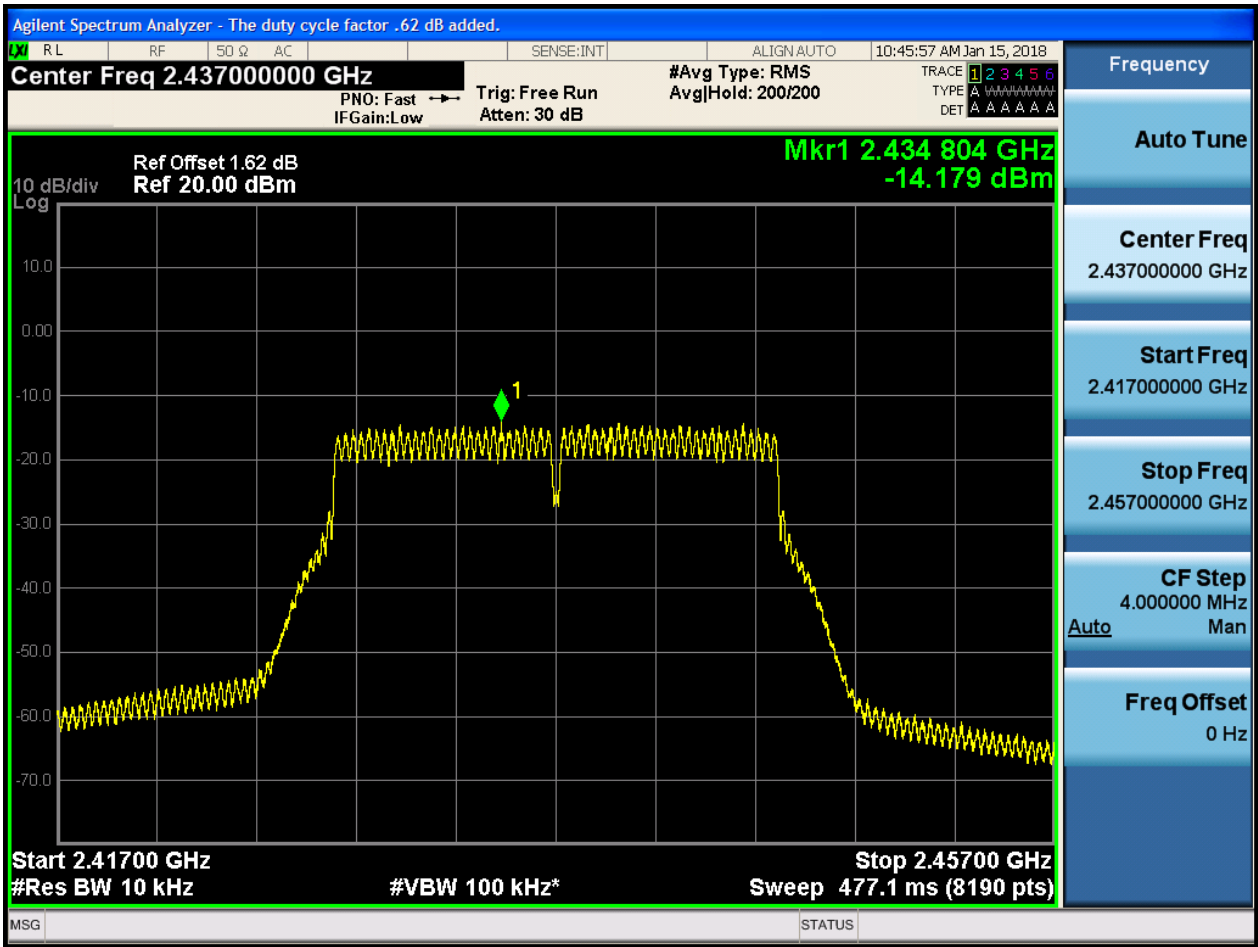 Agilent Spectrum Analyzer - The duty cycle factor .62 dB added.
LXI RL RF 50 Ω AC SENSE:INT ALIGNAUTO 10:45:57 AM Jan 15, 2018
Center Freq 2.437000000 GHz
PNO: Fast
IFGain:Low
Trig: Free Run
Atten: 30 dB
#Avg Type: RMS
Avg|Hold: 200/200
TRACE 1 2 3 4 5 6
TYPE A WWWWWW
DET A A A A A A
Ref Offset 1.62 dB
10 dB/div Ref 20.00 dBm
Log
Mkr1 2.434 804 GHz
-14.179 dBm
10.0
0.00
-10.0
-20.0
-30.0
-40.0
-50.0
-60.0
-70.0
1
Start 2.41700 GHz Stop 2.45700 GHz
#Res BW 10 kHz #VBW 100 kHz* Sweep 477.1 ms (8190 pts)
MSG STATUS
Frequency
Auto Tune
Center Freq
2.437000000 GHz
Start Freq
2.417000000 GHz
Stop Freq
2.457000000 GHz
CF Step
4.000000 MHz
Auto Man
Freq Offset
0 Hz